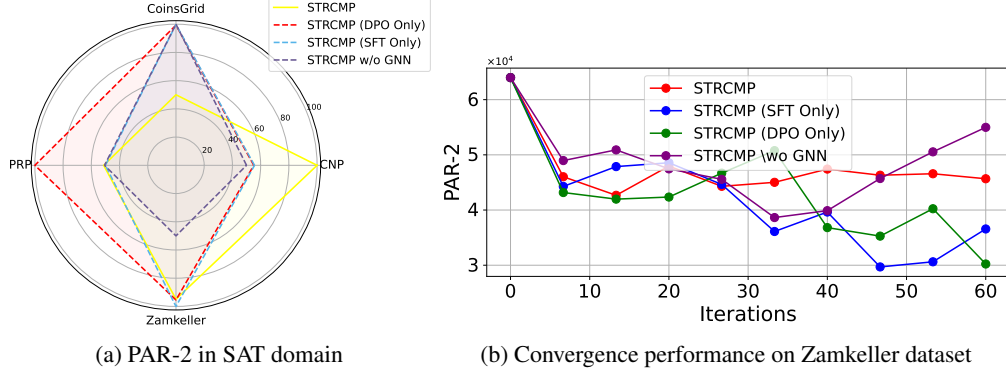 CoinsGrid
STRCMP
STRCMP (DPO Only)
STRCMP (SFT Only)
STRCMP w/o GNN
100
80
60
40
20
PRP
CNP
Zamkeller
(a) PAR-2 in SAT domain
×10⁴
6
5
4
3
PAR-2
STRCMP
STRCMP (SFT Only)
STRCMP (DPO Only)
STRCMP \wo GNN
0 10 20 30 40 50 60
Iterations
(b) Convergence performance on Zamkeller dataset